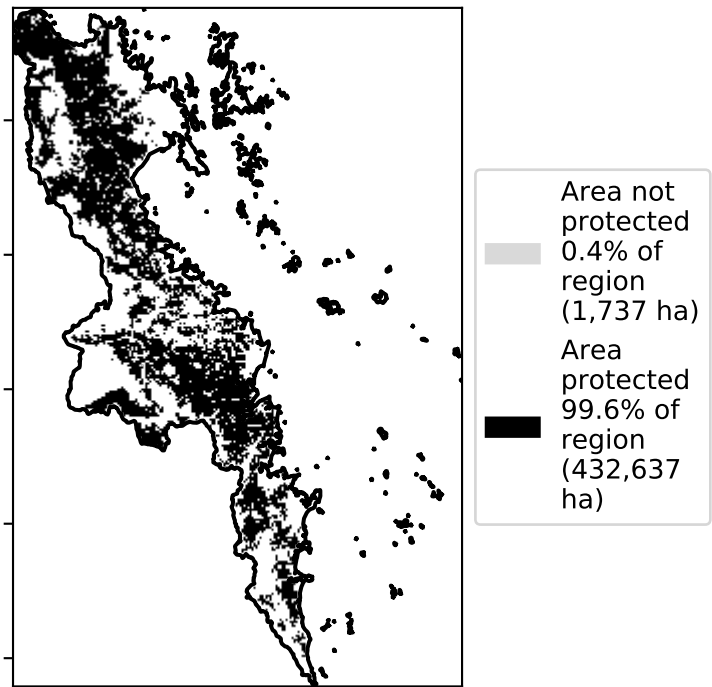 Area not
protected
0.4% of
region
(1,737 ha)
Area
protected
99.6% of
region
(432,637
ha)